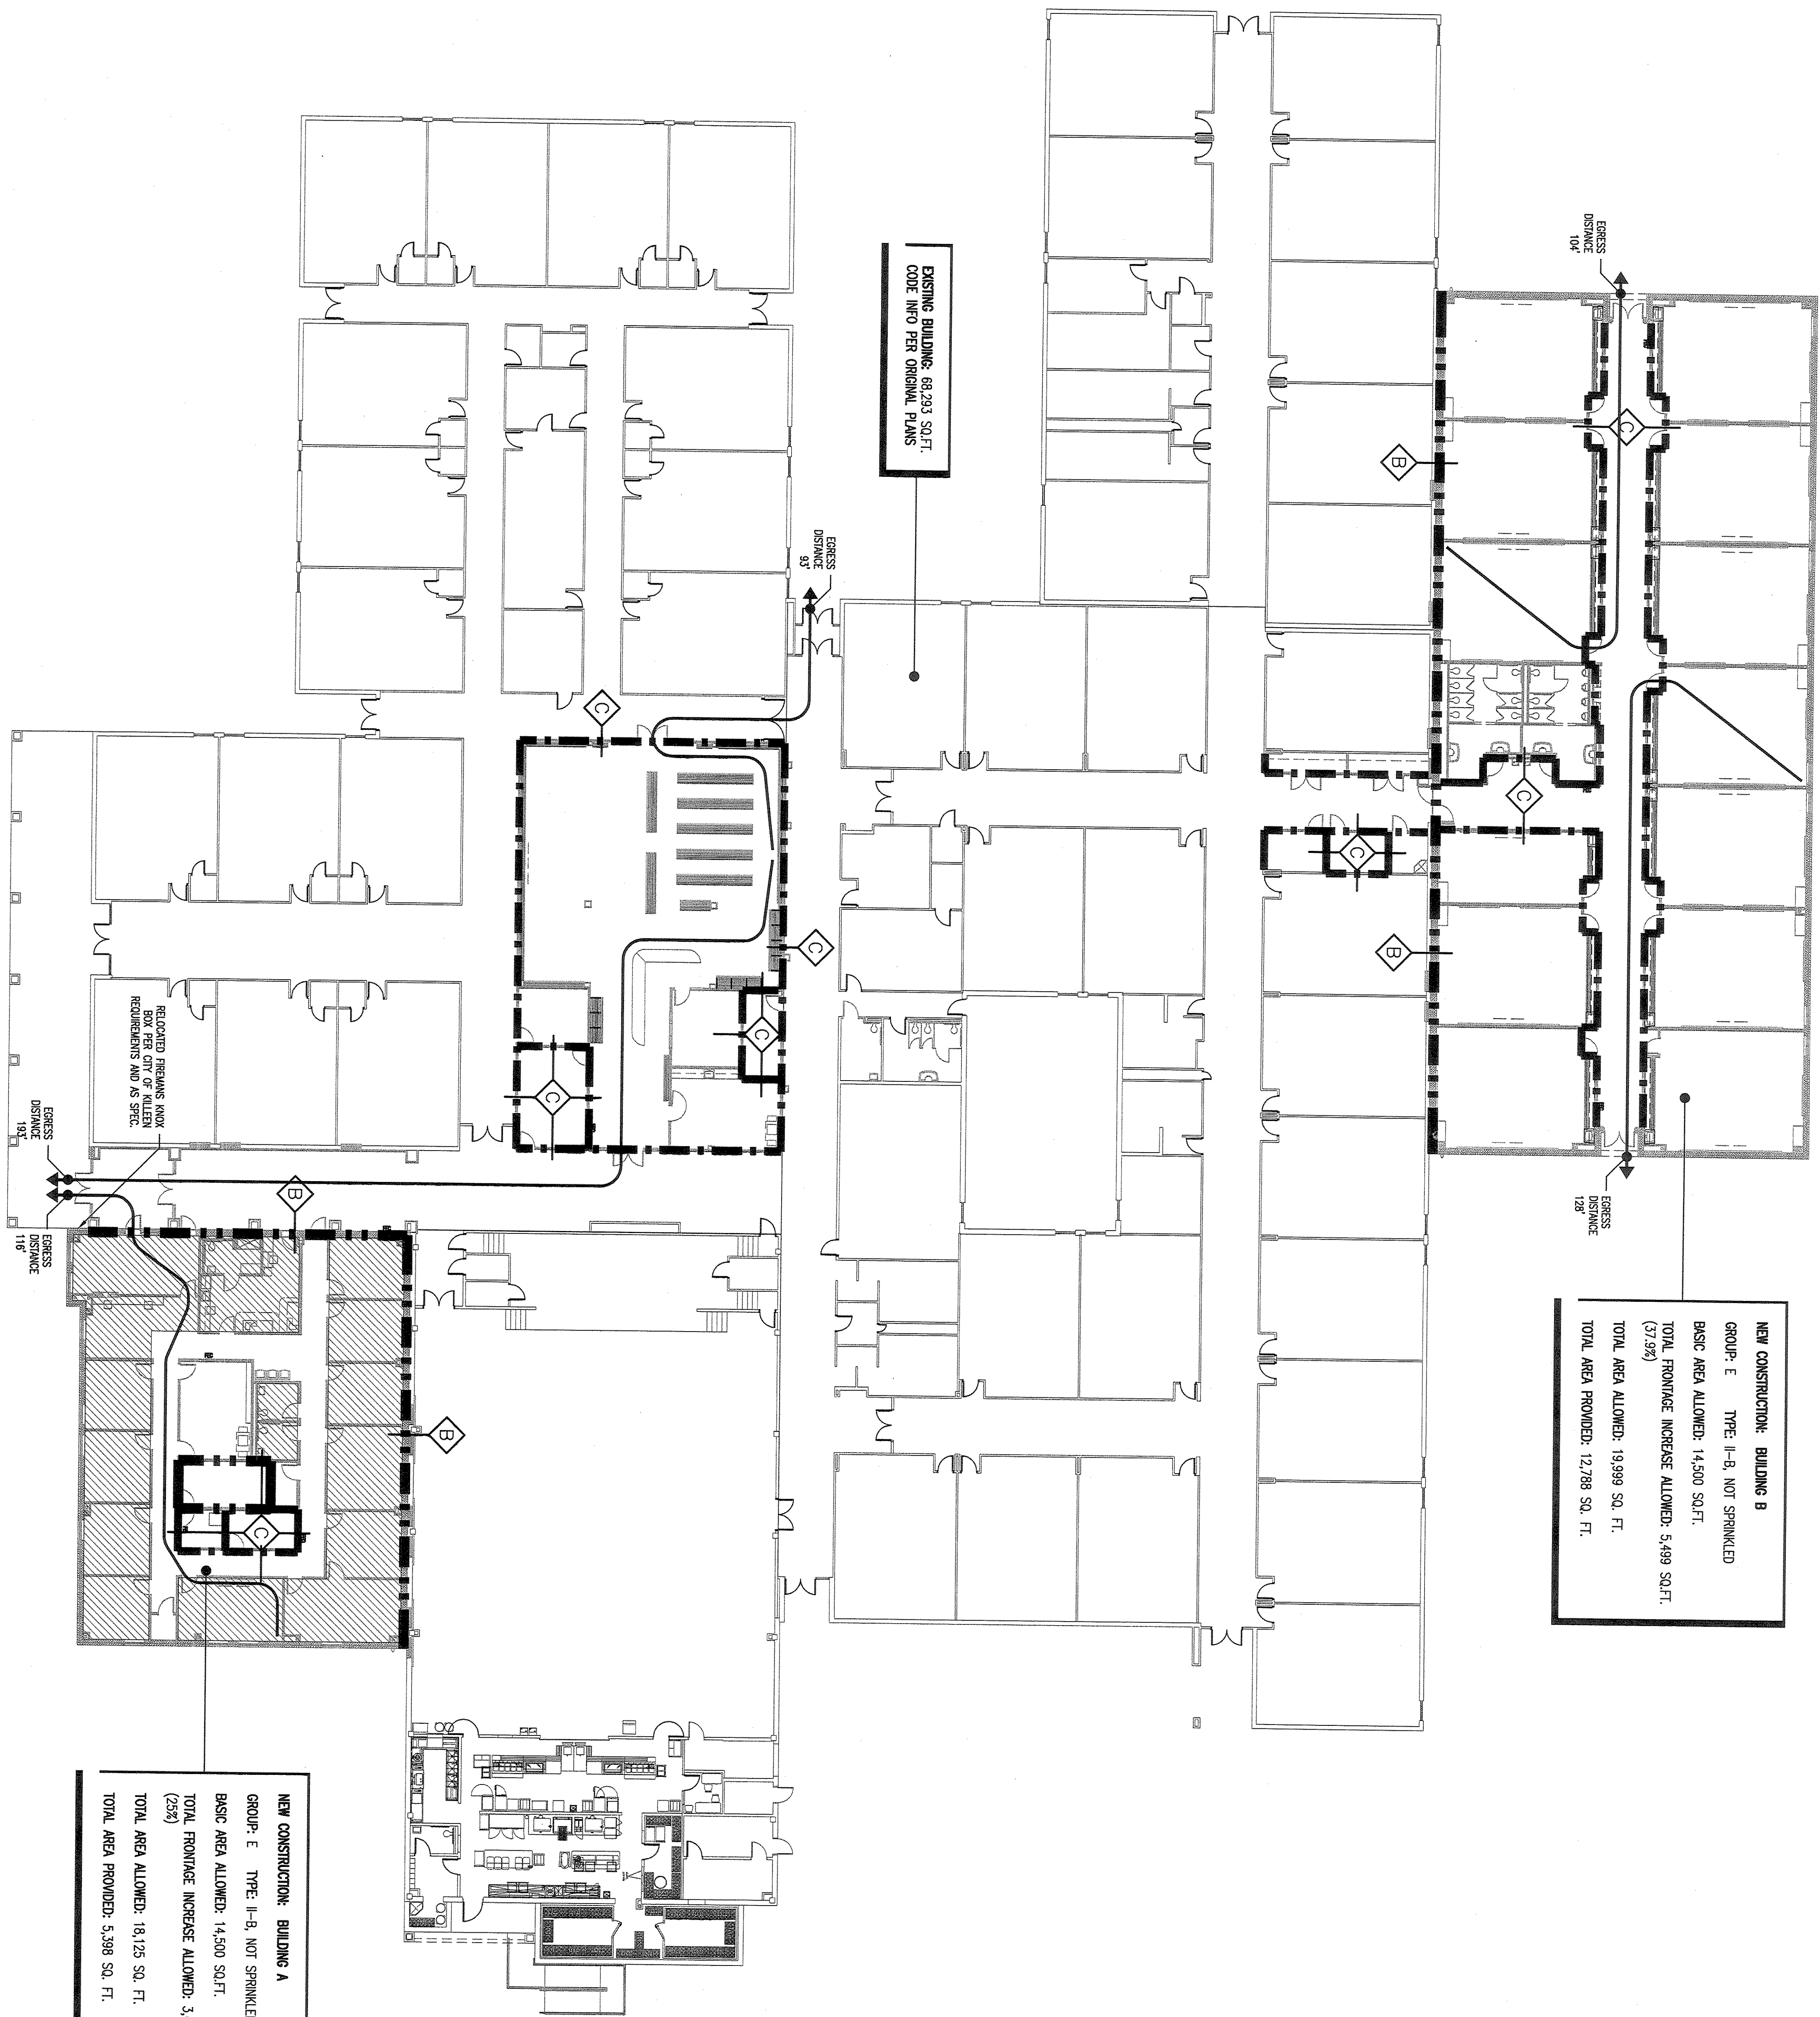 EGRESS
DISTANCE
104'
EXISTING BUILDING: 68,293 SQ.FT.
CODE INFO PER ORIGINAL PLANS
C
B
EGRESS
DISTANCE
93'
C
C
C
C
B
C
C
EGRESS
DISTANCE
128'
NEW CONSTRUCTION: BUILDING B
GROUP: E TYPE: II-B, NOT SPRINKLED
BASIC AREA ALLOWED: 14,500 SQ.FT.
TOTAL FRONTAGE INCREASE ALLOWED: 5,499 SQ.FT.
(37.9%)
TOTAL AREA ALLOWED: 19,999 SQ. FT.
TOTAL AREA PROVIDED: 12,788 SQ. FT.
RELOCATED FIREMANS KNOX
BOX PER CITY OF KILLEEN
REQUIREMENTS AND AS SPEC.
EGRESS
DISTANCE
193'
B
EGRESS
DISTANCE
116'
B
C
NEW CONSTRUCTION: BUILDING A
GROUP: E TYPE: II-B, NOT SPRINKLE
BASIC AREA ALLOWED: 14,500 SQ.FT.
TOTAL FRONTAGE INCREASE ALLOWED: 3,
(25%)
TOTAL AREA ALLOWED: 18,125 SQ. FT.
TOTAL AREA PROVIDED: 5,398 SQ. FT.